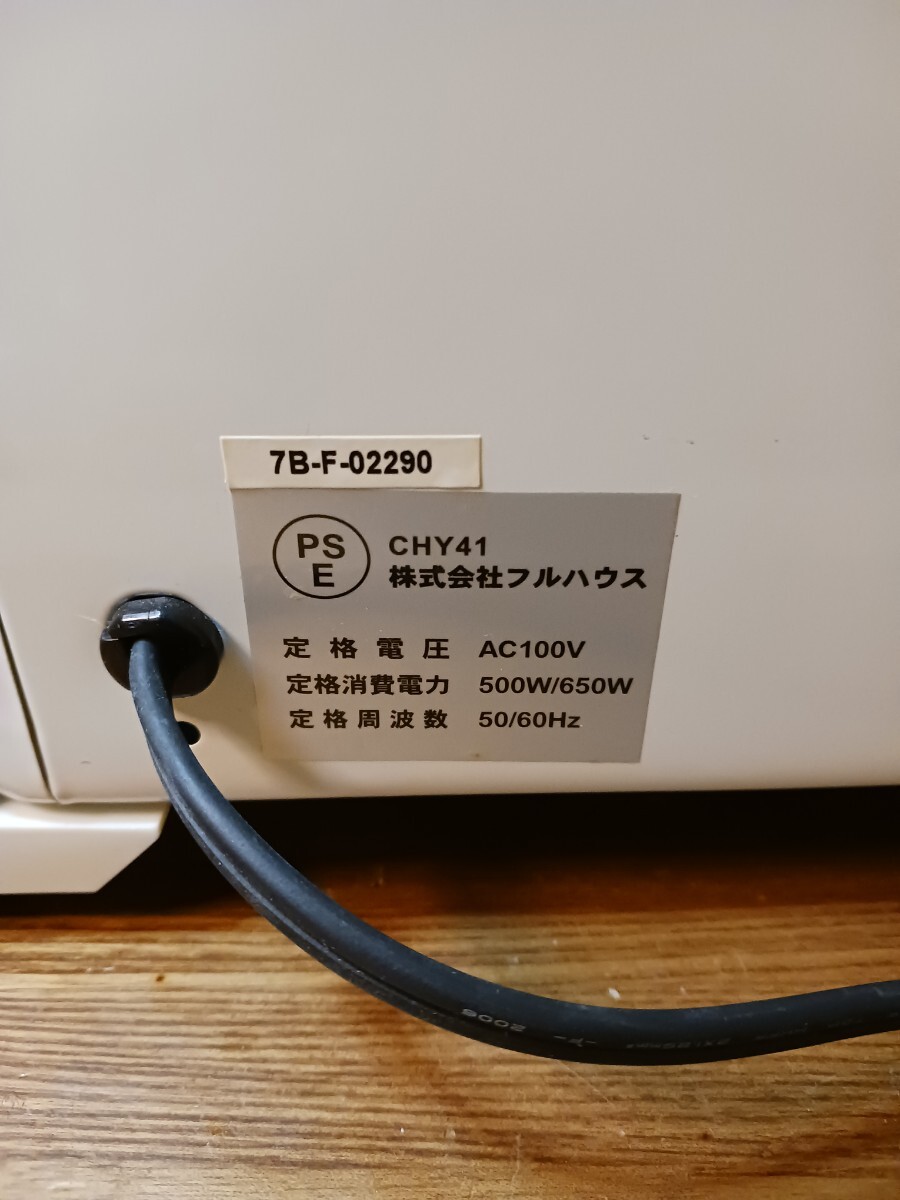 7B-F-02290
PS
E
CHY41
株式会社フルハウス
定格電圧 AC100V
定格消費電力 500W/650W
定格周波数 50/60Hz
2006